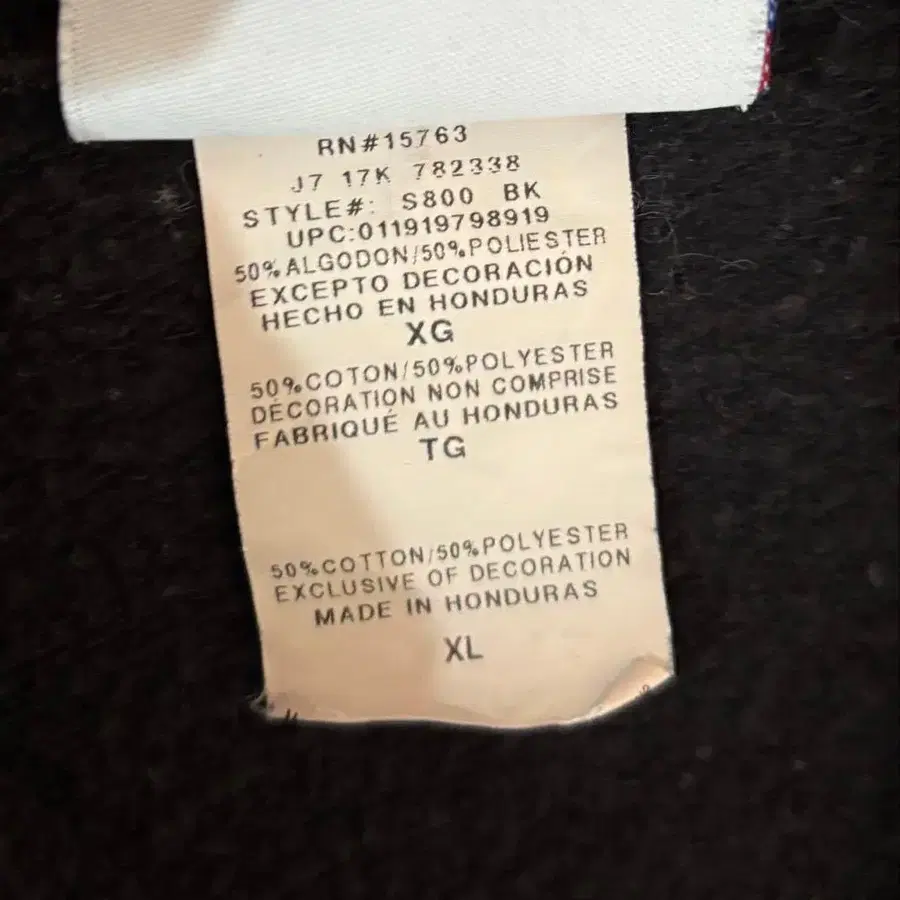 RN#15763
J7 17K 782338
STYLE#: S800 BK
UPC:011919798919
50%ALGODON/50%POLIESTER
EXCEPTO DECORACIÓN
HECHO EN HONDURAS
XG
50%COTON/50%POLYESTER
DÉCORATION NON COMPRISE
FABRIQUÉ AU HONDURAS
TG
50%COTTON/50%POLYESTER
EXCLUSIVE OF DECORATION
MADE IN HONDURAS
XL